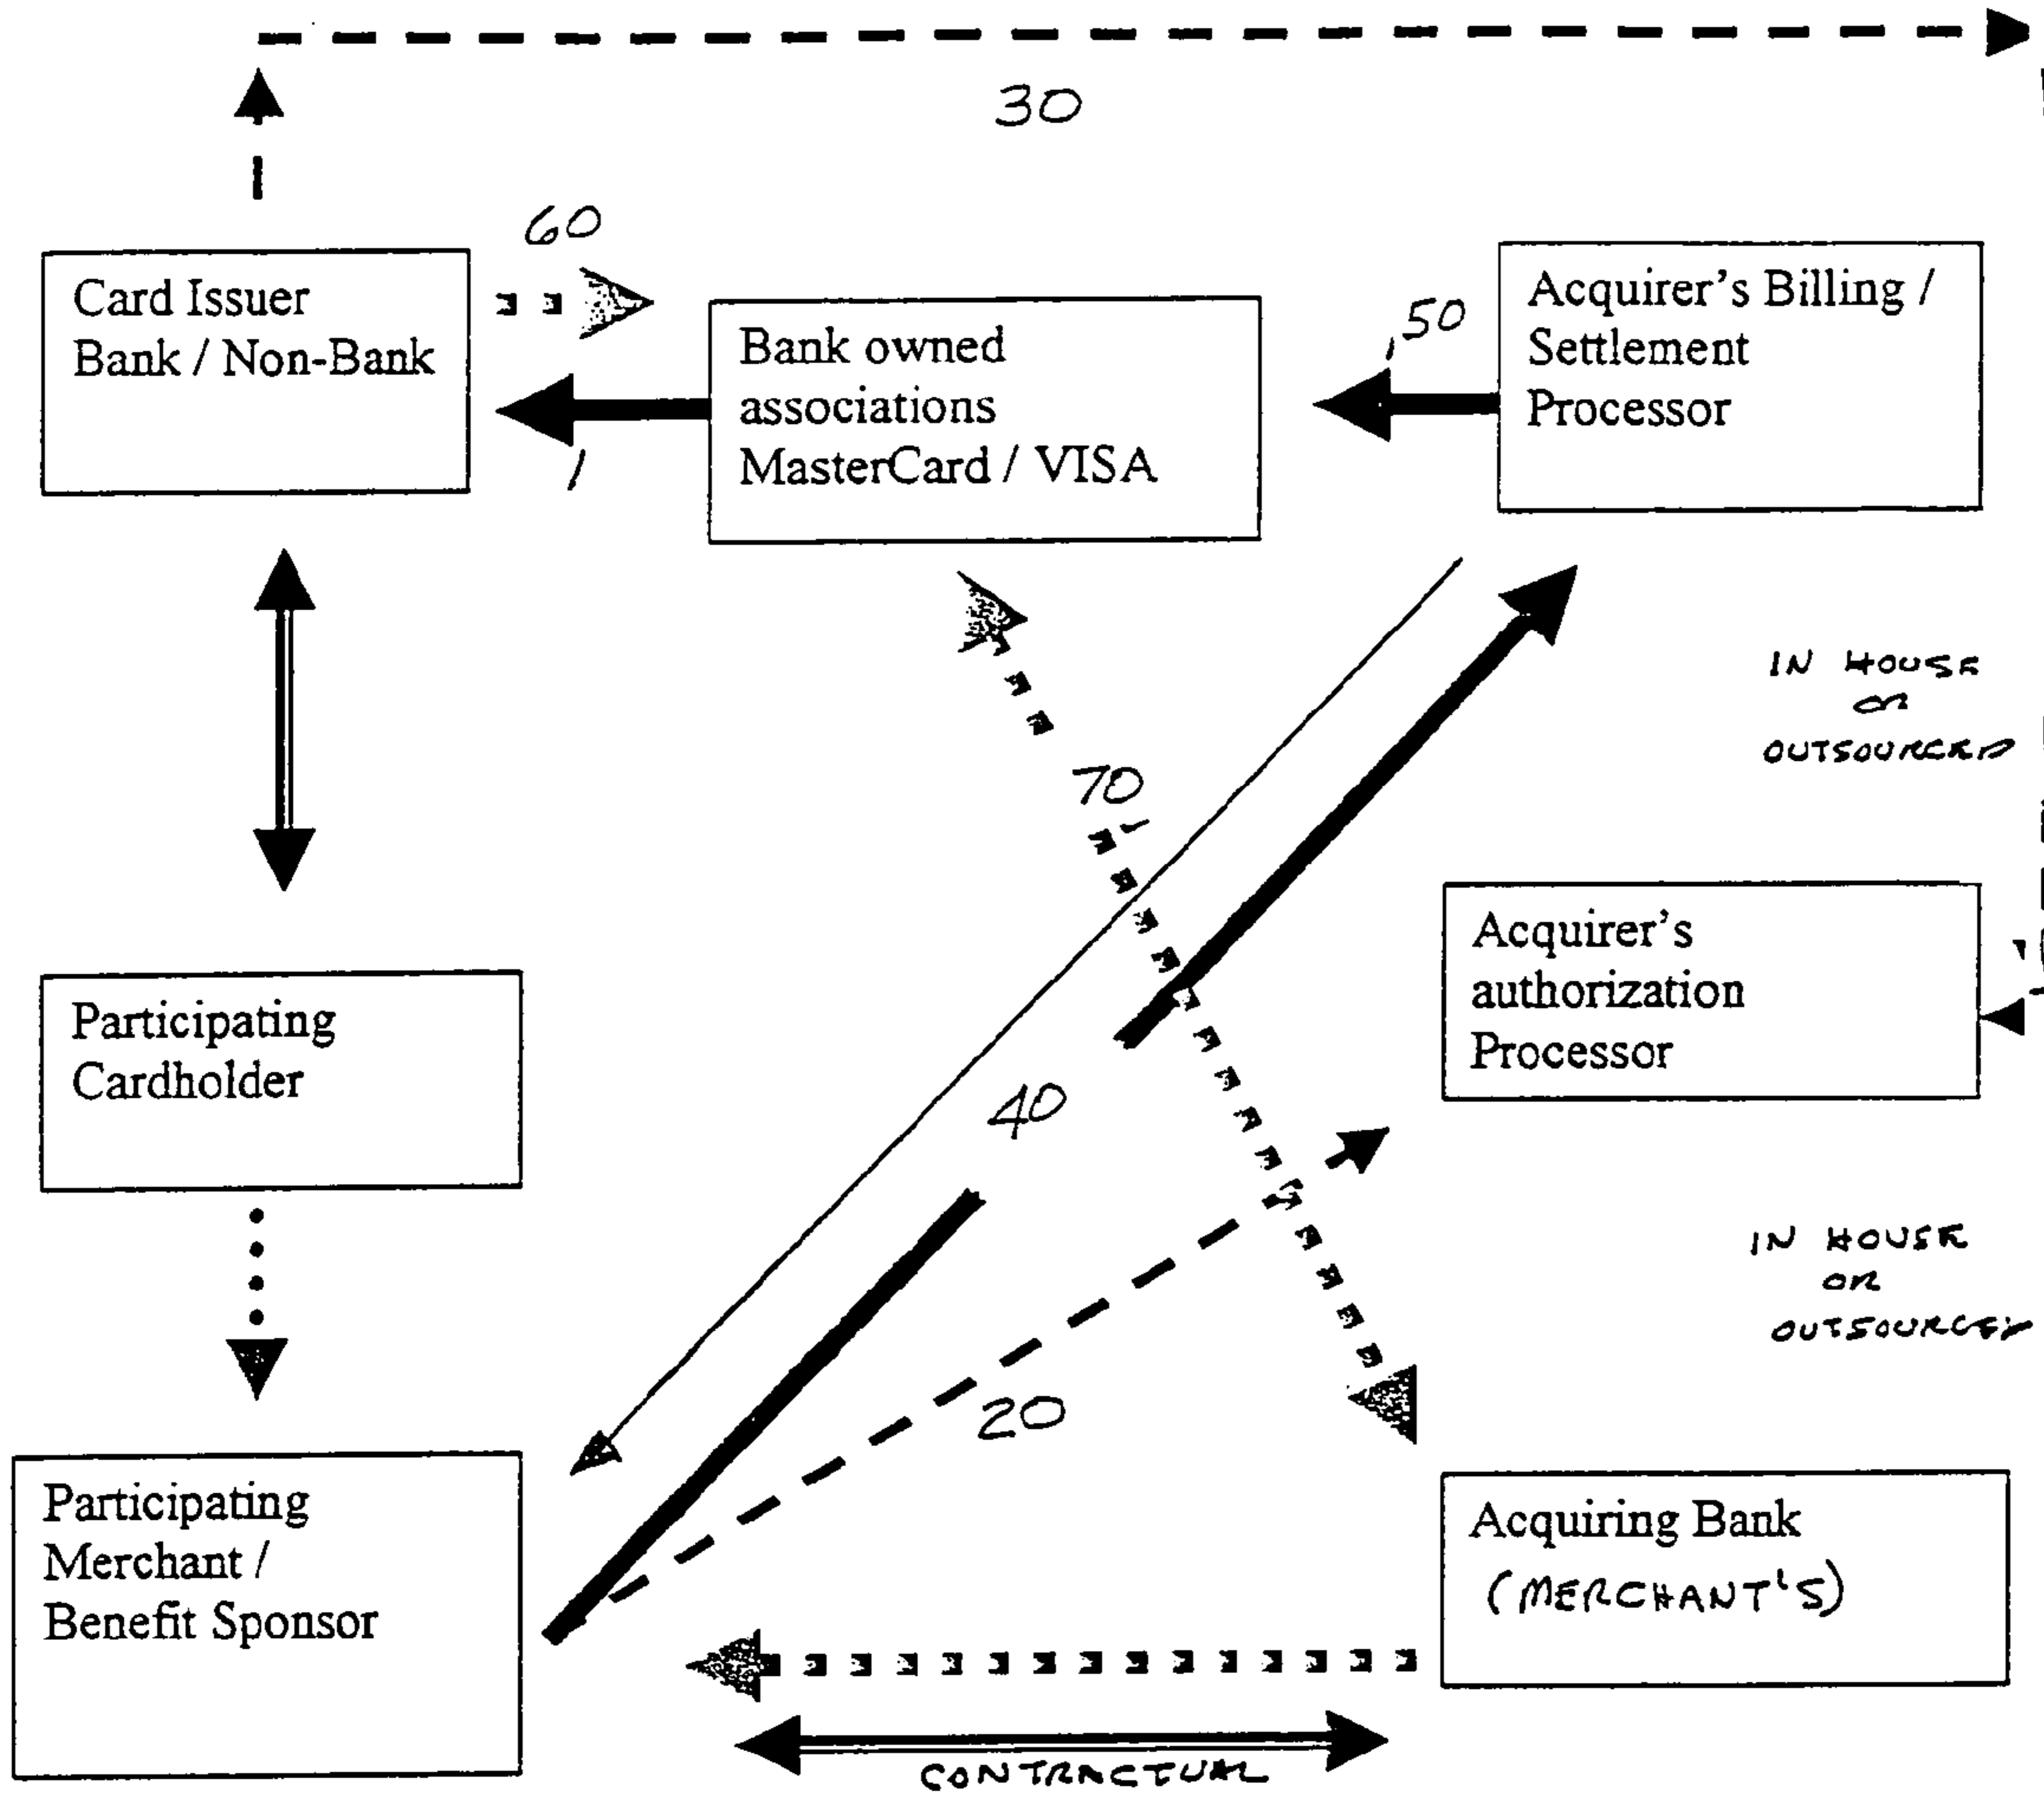 30
60
Card Issuer
Bank / Non-Bank
Bank owned
associations
MasterCard / VISA
50
Acquirer's Billing /
Settlement
Processor
IN HOUSE
OR
OUTSOURCED
70
Acquirer's
authorization
Processor
Participating
Cardholder
40
IN HOUSE
OR
OUTSOURCED
20
Participating
Merchant /
Benefit Sponsor
Acquiring Bank
(MERCHANT'S)
CONTRACTUAL